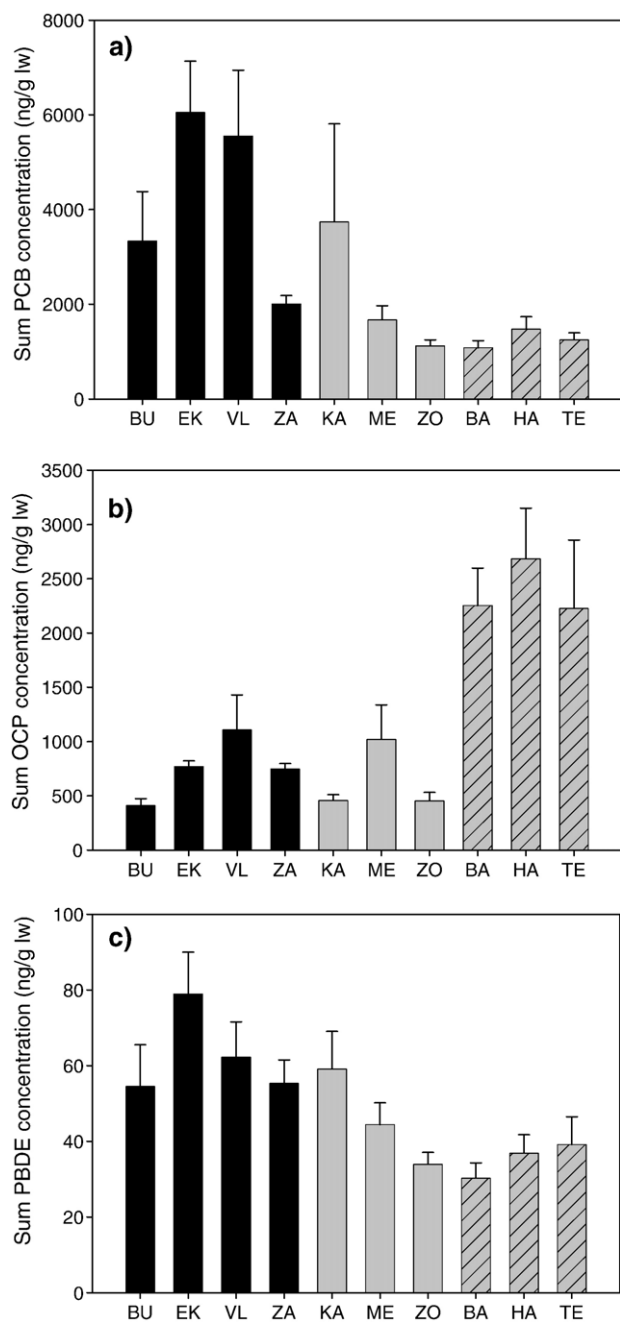 a)
Sum PCB concentration (ng/g lw)
8000
6000
4000
2000
0
BU EK VL ZA KA ME ZO BA HA TE
b)
Sum OCP concentration (ng/g lw)
3500
3000
2500
2000
1500
1000
500
0
BU EK VL ZA KA ME ZO BA HA TE
c)
Sum PBDE concentration (ng/g lw)
100
80
60
40
20
0
BU EK VL ZA KA ME ZO BA HA TE